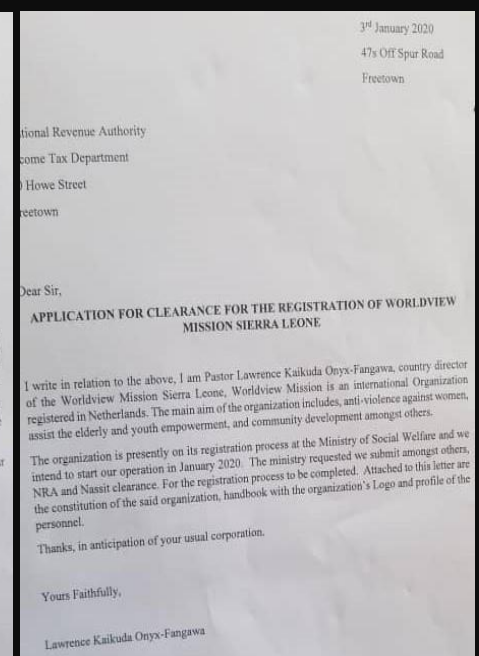 3rd January 2020
47s Off Spur Road
Freetown
tional Revenue Authority
come Tax Department
Howe Street
reetown
Dear Sir,
APPLICATION FOR CLEARANCE FOR THE REGISTRATION OF WORLDVIEW
MISSION SIERRA LEONE
I write in relation to the above, I am Pastor Lawrence Kaikuda Onyx-Fangawa, country director
of the Worldview Mission Sierra Leone, Worldview Mission is an international Organization
registered in Netherlands. The main aim of the organization includes, anti-violence against women,
assist the elderly and youth empowerment, and community development amongst others.
The organization is presently on its registration process at the Ministry of Social Welfare and we
intend to start our operation in January 2020. The ministry requested we submit amongst others,
NRA and Nassit clearance. For the registration process to be completed. Attached to this letter are
the constitution of the said organization, handbook with the organization's Logo and profile of the
personnel.
Thanks, in anticipation of your usual corporation.
Yours Faithfully,
Lawrence Kaikuda Onyx-Fangawa